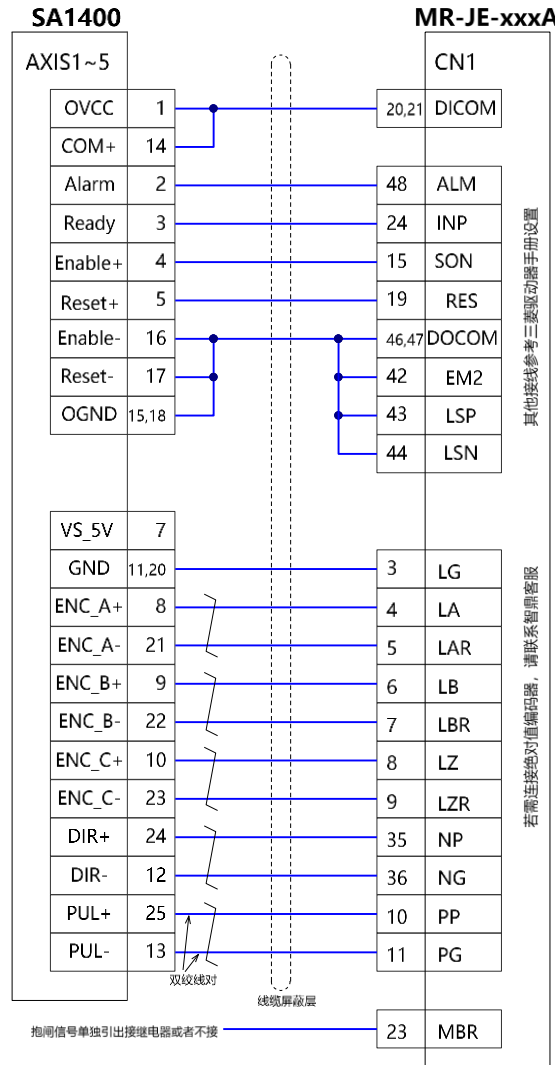 SA1400 MR-JE-xxxA
AXIS1~5 CN1
OVCC 1 20,21 DICOM
COM+ 14
Alarm 2 48 ALM
Ready 3 24 INP
Enable+ 4 15 SON
Reset+ 5 19 RES
Enable- 16 46,47 DOCOM
Reset- 17 42 EM2
OGND 15,18 43 LSP
44 LSN
其他接线参考三菱驱动器手册设置
VS_5V 7
GND 11,20 3 LG
ENC_A+ 8 4 LA
ENC_A- 21 5 LAR
ENC_B+ 9 6 LB
ENC_B- 22 7 LBR
ENC_C+ 10 8 LZ
ENC_C- 23 9 LZR
DIR+ 24 35 NP
DIR- 12 36 NG
PUL+ 25 10 PP
PUL- 13 11 PG
若需连接绝对值编码器，请联系智鼎客服
双绞线对
线缆屏蔽层
抱闸信号单独引出接继电器或者不接 23 MBR